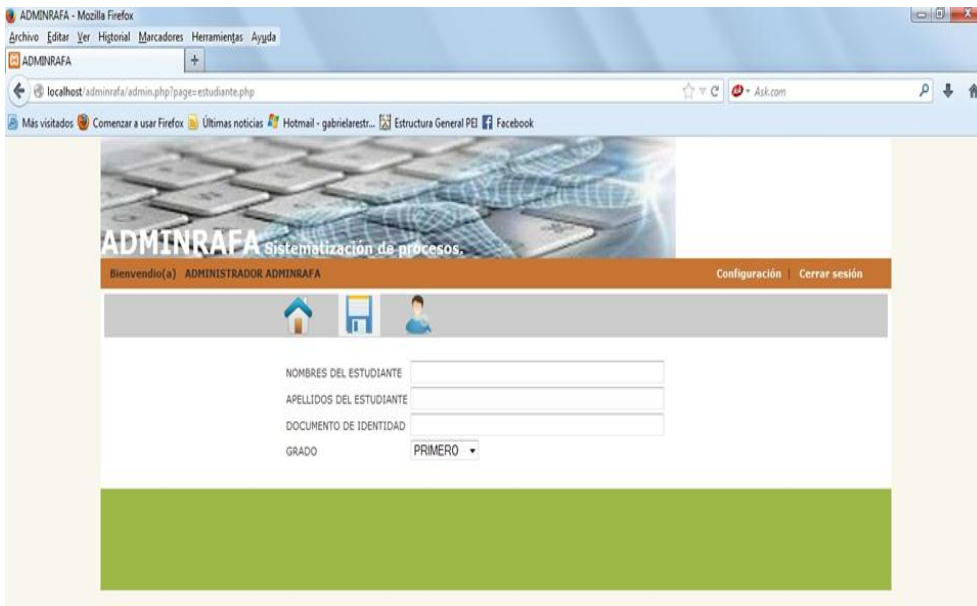 ADMINRAFA - Mozilla Firefox
Archivo Editar Ver Historial Marcadores Herramientas Ayuda
ADMINRAFA +
localhost/adminrafa/admin.php?page=estudiante.php Ask.com
Más visitados Comenzar a usar Firefox Últimas noticias Hotmail - gabrielarestr... Estructura General PEI Facebook
ADMINRAFA Sistematización de procesos.
Bienvendio(a) ADMINISTRADOR ADMINRAFA Configuración | Cerrar sesión
NOMBRES DEL ESTUDIANTE
APELLIDOS DEL ESTUDIANTE
DOCUMENTO DE IDENTIDAD
GRADO PRIMERO